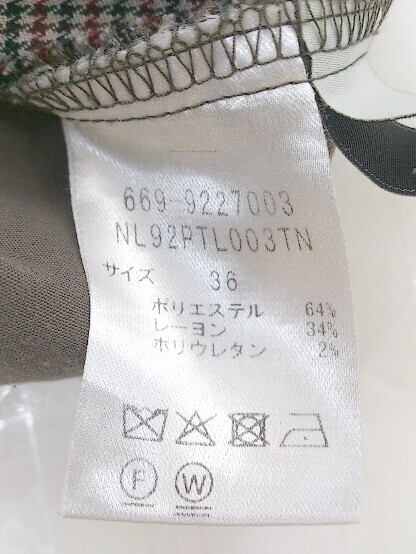 669-9227003
NL92PTL003TN
サイズ 36
ポリエステル 64%
レーヨン 34%
ポリウレタン 2%
F W